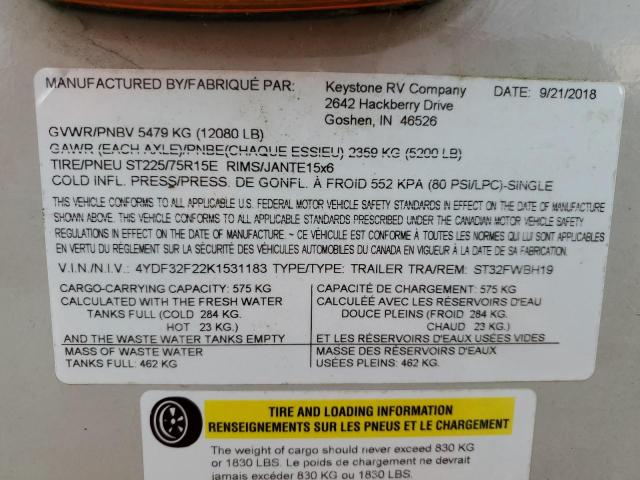 MANUFACTURED BY/FABRIQUÉ PAR: Keystone RV Company DATE: 9/21/2018
2642 Hackberry Drive
Goshen, IN 46526
GVWR/PNBV 5479 KG (12080 LB)
GAWR (EACH AXLE)/PNBE(CHAQUE ESSIEU) 2359 KG (5200 LB)
TIRE/PNEU ST225/75R15E RIMS/JANTE15x6
COLD INFL. PRESS/PRESS. DE GONFL. À FROID 552 KPA (80 PSI/LPC)-SINGLE
THIS VEHICLE CONFORMS TO ALL APPLICABLE U.S. FEDERAL MOTOR VEHICLE SAFETY STANDARDS IN EFFECT ON THE DATE OF MANUFACTURE
SHOWN ABOVE. THIS VEHICLE CONFORMS TO ALL APPLICABLE STANDARDS PRESCRIBED UNDER THE CANADIAN MOTOR VEHICLE SAFETY
REGULATIONS IN EFFECT ON THE DATE OF MANUFACTURE ~ CE VÉHICULE EST CONFORME À TOUTES LES NORMES QUI LUI SONT APPLICABLES
EN VERTU DU RÈGLEMENT SUR LA SÉCURITÉ DES VÉHICULES AUTOMOBILES DU CANADA EN VIGUEUR À LA DATE DE SA FABRICATION.
V.I.N./N.I.V.: 4YDF32F22K1531183 TYPE/TYPE: TRAILER TRA/REM: ST32FWBH19
CARGO-CARRYING CAPACITY: 575 KG
CALCULATED WITH THE FRESH WATER
TANKS FULL (COLD 284 KG.
HOT 23 KG.)
AND THE WASTE WATER TANKS EMPTY
MASS OF WASTE WATER
TANKS FULL: 462 KG
CAPACITÉ DE CHARGEMENT: 575 KG
CALCULÉE AVEC LES RÉSERVOIRS D'EAU
DOUCE PLEINS (FROID 284 KG.
CHAUD 23 KG.)
ET LES RÉSERVOIRS D'EAUX USÉES VIDES
MASSE DES RÉSERVOIRS D'EAUX
USÉES PLEINS: 462 KG.
TIRE AND LOADING INFORMATION
RENSEIGNEMENTS SUR LES PNEUS ET LE CHARGEMENT
The weight of cargo should never exceed 830 KG
or 1830 LBS. Le poids de chargement ne devrait
jamais excéder 830 KG ou 1830 LBS.